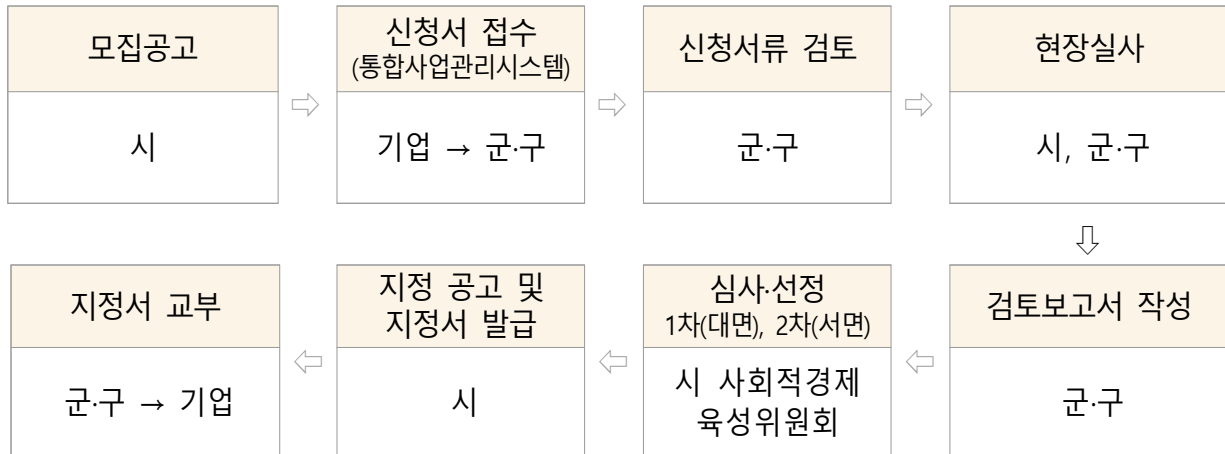 모집공고
시
신청서 접수
(통합사업관리시스템)
기업 → 군·구
신청서류 검토
군·구
현장실사
시, 군·구
검토보고서 작성
군·구
심사·선정
1차(대면), 2차(서면)
시 사회적경제
육성위원회
지정 공고 및
지정서 발급
시
지정서 교부
군·구 → 기업